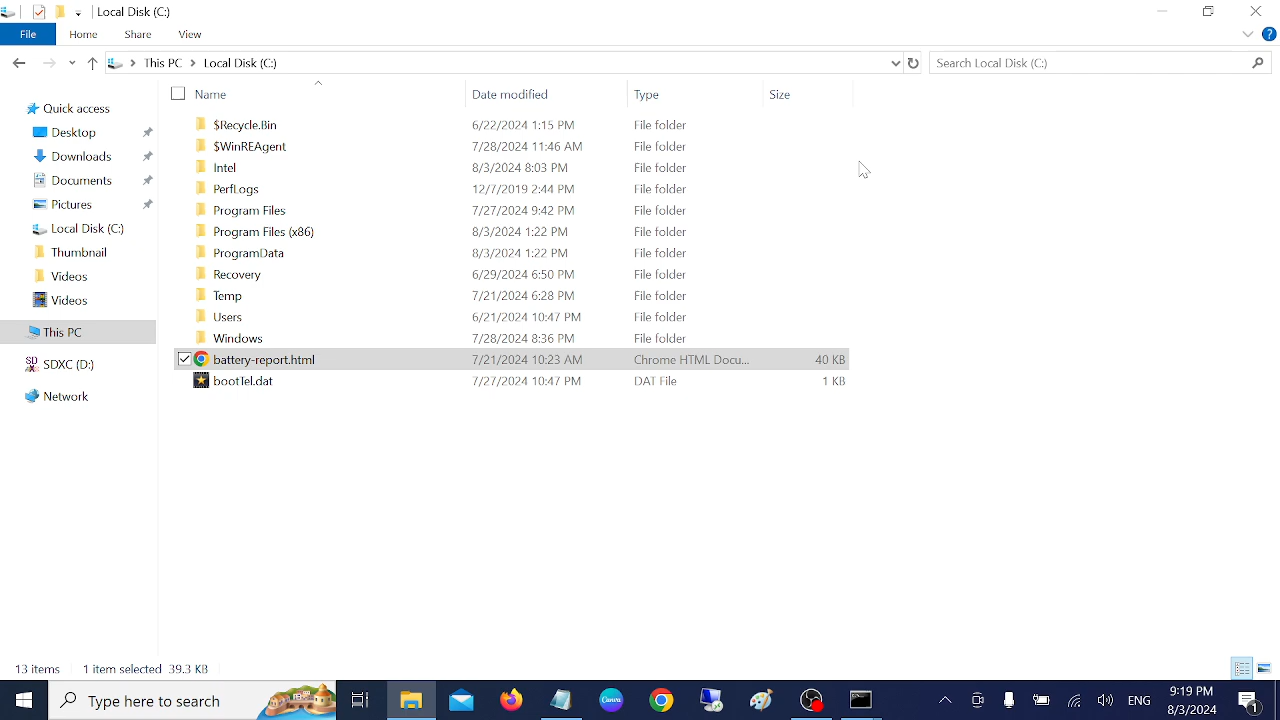 Local Disk (C:)
File Home Share View
This PC Local Disk (C:) Search Local Disk (C:)
Name Date modified Type Size
Quick access
Desktop
Downloads
Documents
Pictures
Local Disk (C:)
Thumbnail
Videos
Videos
This PC
SDXC (D:)
Network
$Recycle.Bin 6/22/2024 1:15 PM File folder
$WinREAgent 7/28/2024 11:46 AM File folder
Intel 8/3/2024 8:03 PM File folder
PerfLogs 12/7/2019 2:44 PM File folder
Program Files 7/27/2024 9:42 PM File folder
Program Files (x86) 8/3/2024 1:22 PM File folder
ProgramData 8/3/2024 1:22 PM File folder
Recovery 6/29/2024 6:50 PM File folder
Temp 7/21/2024 6:28 PM File folder
Users 6/21/2024 10:47 PM File folder
Windows 7/28/2024 8:36 PM File folder
battery-report.html 7/21/2024 10:23 AM Chrome HTML Docu... 40 KB
bootTel.dat 7/27/2024 10:47 PM DAT File 1 KB
13 items 1 item selected 39.3 KB
Type here to search Canva ENG 9:19 PM
8/3/2024 1